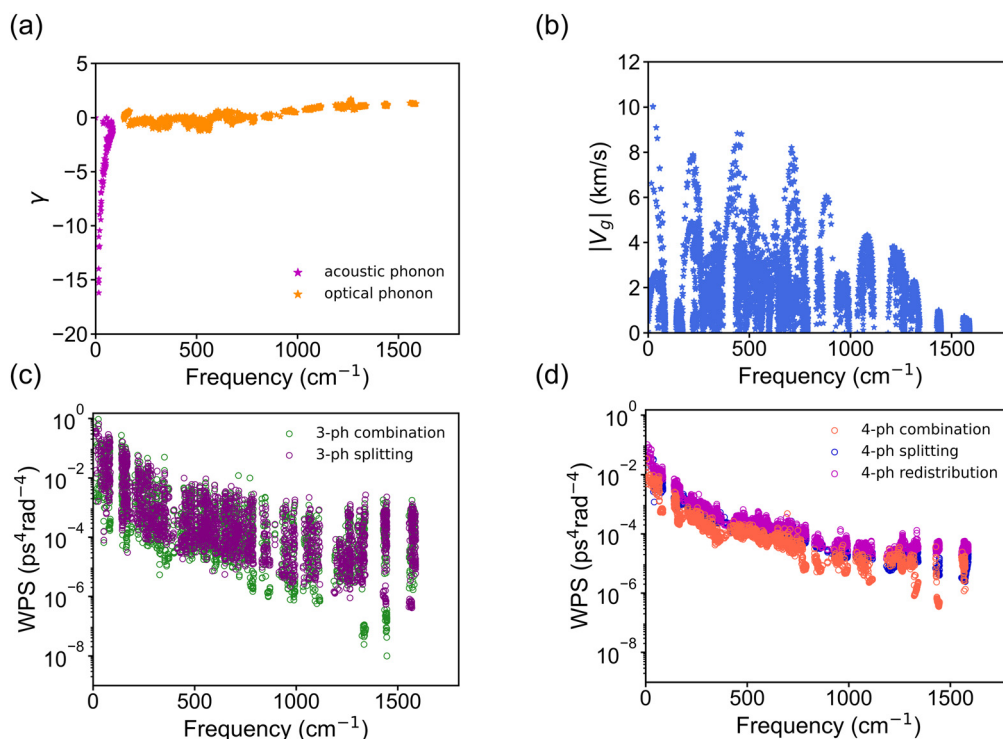 (a)
5
0
−5
−10
−15
−20
γ
acoustic phonon
optical phonon
0
500
1000
1500
Frequency (cm⁻¹)
(b)
12
10
8
6
4
2
0
|V_g| (km/s)
0
500
1000
1500
Frequency (cm⁻¹)
(c)
10⁰
10⁻²
10⁻⁴
10⁻⁶
10⁻⁸
WPS (ps⁴rad⁻⁴)
3-ph combination
3-ph splitting
0
500
1000
1500
Frequency (cm⁻¹)
(d)
10⁰
10⁻²
10⁻⁴
10⁻⁶
10⁻⁸
WPS (ps⁴rad⁻⁴)
4-ph combination
4-ph splitting
4-ph redistribution
0
500
1000
1500
Frequency (cm⁻¹)